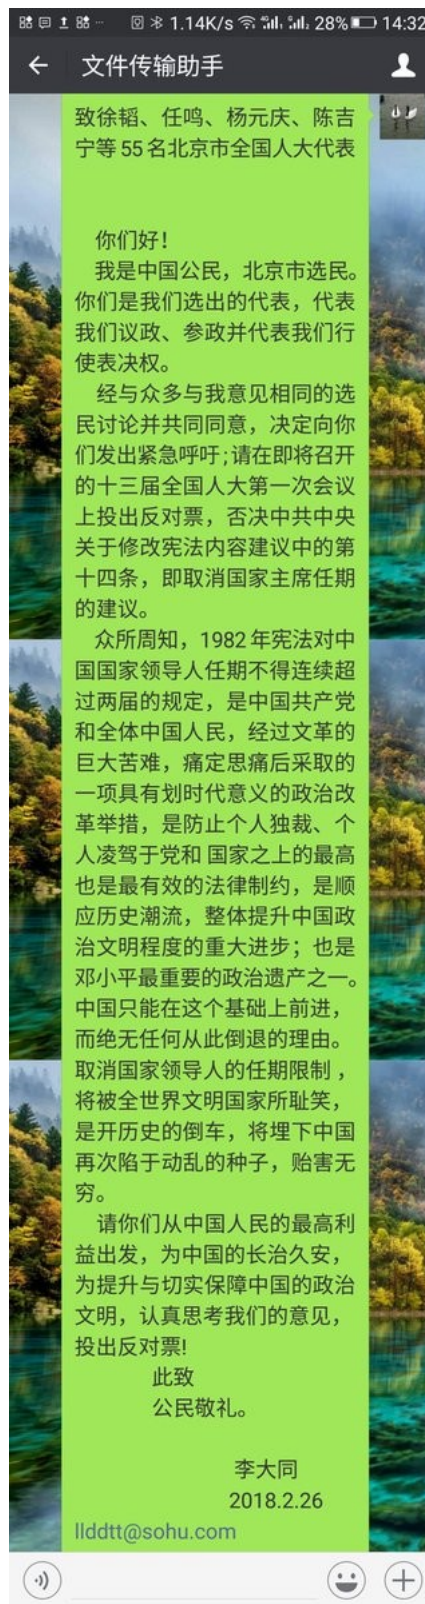 1.14K/s 28% 14:32
文件传输助手
致徐韬、任鸣、杨元庆、陈吉
宁等 55 名北京市全国人大代表
你们好！
我是中国公民，北京市选民。
你们是我们选出的代表，代表
我们议政、参政并代表我们行
使表决权。
经与众多与我意见相同的选
民讨论并共同同意，决定向你
们发出紧急呼吁;请在即将召开
的十三届全国人大第一次会议
上投出反对票，否决中共中央
关于修改宪法内容建议中的第
十四条，即取消国家主席任期
的建议。
众所周知，1982 年宪法对中
国国家领导人任期不得连续超
过两届的规定，是中国共产党
和全体中国人民，经过文革的
巨大苦难，痛定思痛后采取的
一项具有划时代意义的政治改
革举措，是防止个人独裁、个
人凌驾于党和 国家之上的最高
也是最有效的法律制约，是顺
应历史潮流，整体提升中国政
治文明程度的重大进步；也是
邓小平最重要的政治遗产之一。
中国只能在这个基础上前进，
而绝无任何从此倒退的理由。
取消国家领导人的任期限制，
将被全世界文明国家所耻笑，
是开历史的倒车，将埋下中国
再次陷于动乱的种子，贻害无
穷。
请你们从中国人民的最高利
益出发，为中国的长治久安，
为提升与切实保障中国的政治
文明，认真思考我们的意见，
投出反对票!
此致
公民敬礼。
李大同
2018.2.26
llddtt@sohu.com